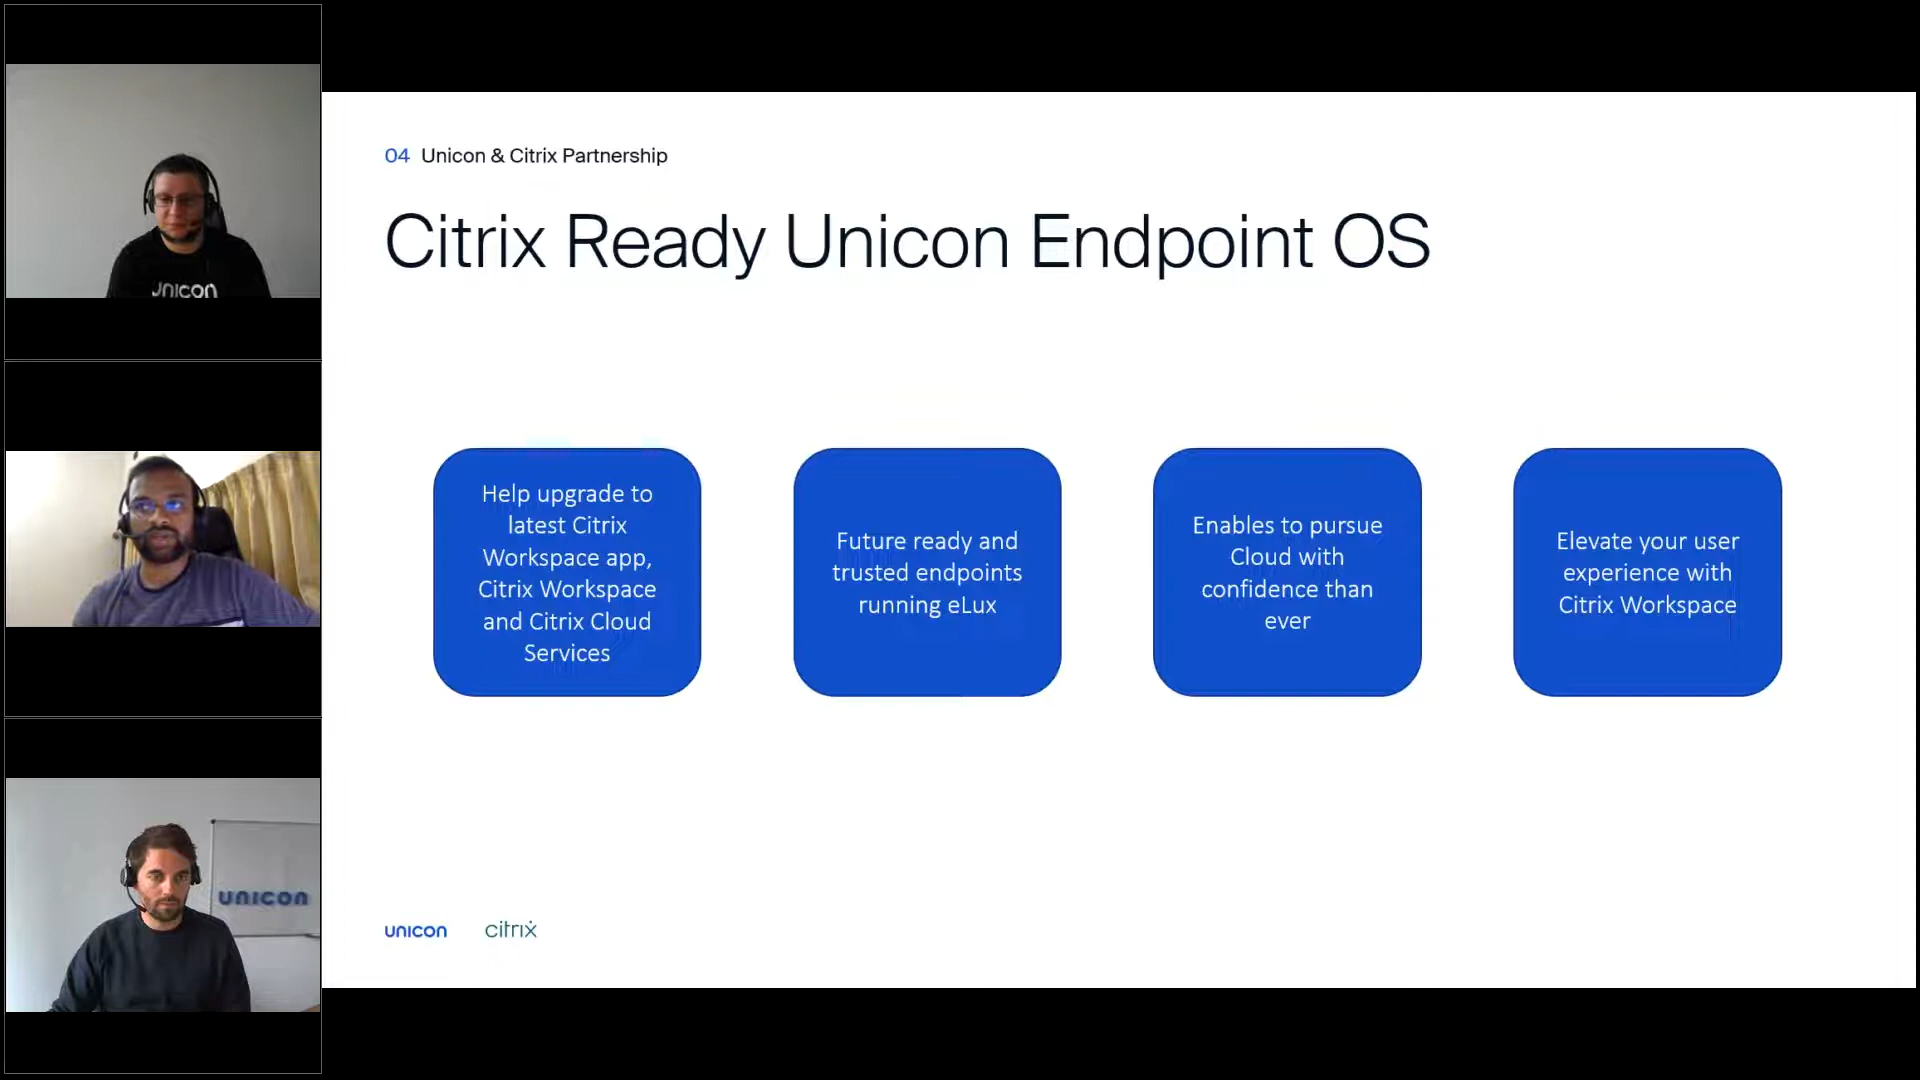 UNICON
UNICON
04 Unicon & Citrix Partnership
Citrix Ready Unicon Endpoint OS
Help upgrade to
latest Citrix
Workspace app,
Citrix Workspace
and Citrix Cloud
Services
Future ready and
trusted endpoints
running eLux
Enables to pursue
Cloud with
confidence than
ever
Elevate your user
experience with
Citrix Workspace
unicon
citrix